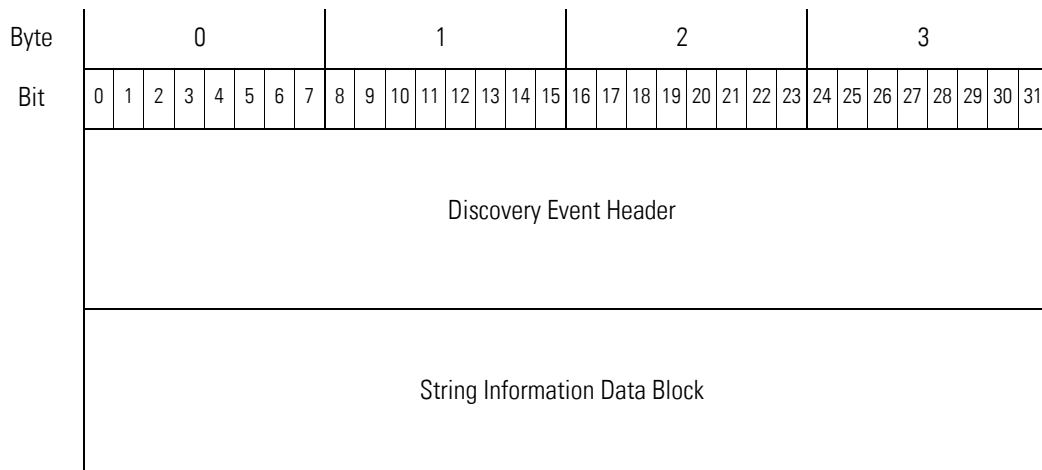 Byte 0 1 2 3
Bit 0 1 2 3 4 5 6 7 8 9 10 11 12 13 14 15 16 17 18 19 20 21 22 23 24 25 26 27 28 29 30 31
Discovery Event Header
String Information Data Block